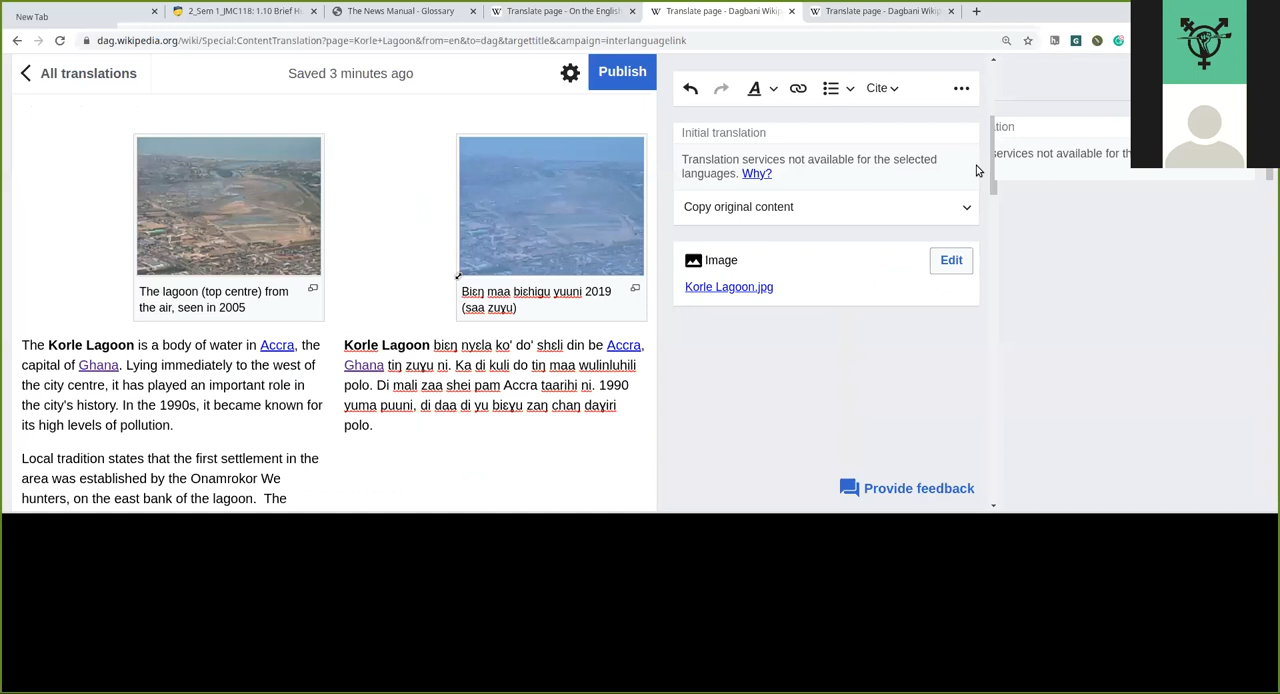 New Tab
2_Sem 1_JMC118: 1.10 Brief H
The News Manual - Glossary
Translate page - On the English
Translate page - Dagbani Wikip
Translate page - Dagbani Wikip
dag.wikipedia.org/wiki/Special:ContentTranslation?page=Korle+Lagoon&from=en&to=dag&targettitle&campaign=interlanguagelink
All translations
Saved 3 minutes ago
Publish
Cite
Initial translation
Translation services not available for the selected
languages. Why?
Copy original content
Image
Edit
Korle Lagoon.jpg
Provide feedback
The lagoon (top centre) from
the air, seen in 2005
Biɛŋ maa biɛhigu yuuni 2019
(saa zuɣu)
The Korle Lagoon is a body of water in Accra, the
capital of Ghana. Lying immediately to the west of
the city centre, it has played an important role in
the city's history. In the 1990s, it became known for
its high levels of pollution.
Local tradition states that the first settlement in the
area was established by the Onamrokor We
hunters, on the east bank of the lagoon. The
Korle Lagoon biɛŋ nyɛla ko' do' shɛli din be Accra,
Ghana tiŋ zuɣu ni. Ka di kuli do tiŋ maa wulinluhili
polo. Di mali zaa shei pam Accra taarihi ni. 1990
yuma puuni, di daa di yu biɛɣu zaŋ chaŋ daɣiri
polo.
tion
services not available for th